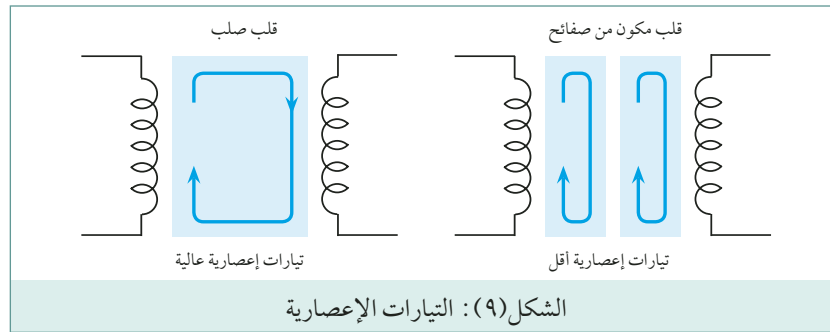 قلب مكون من صفائح
قلب صلب
تيارات إعصارية أقل
تيارات إعصارية عالية
الشكل(٩): التيارات الإعصارية